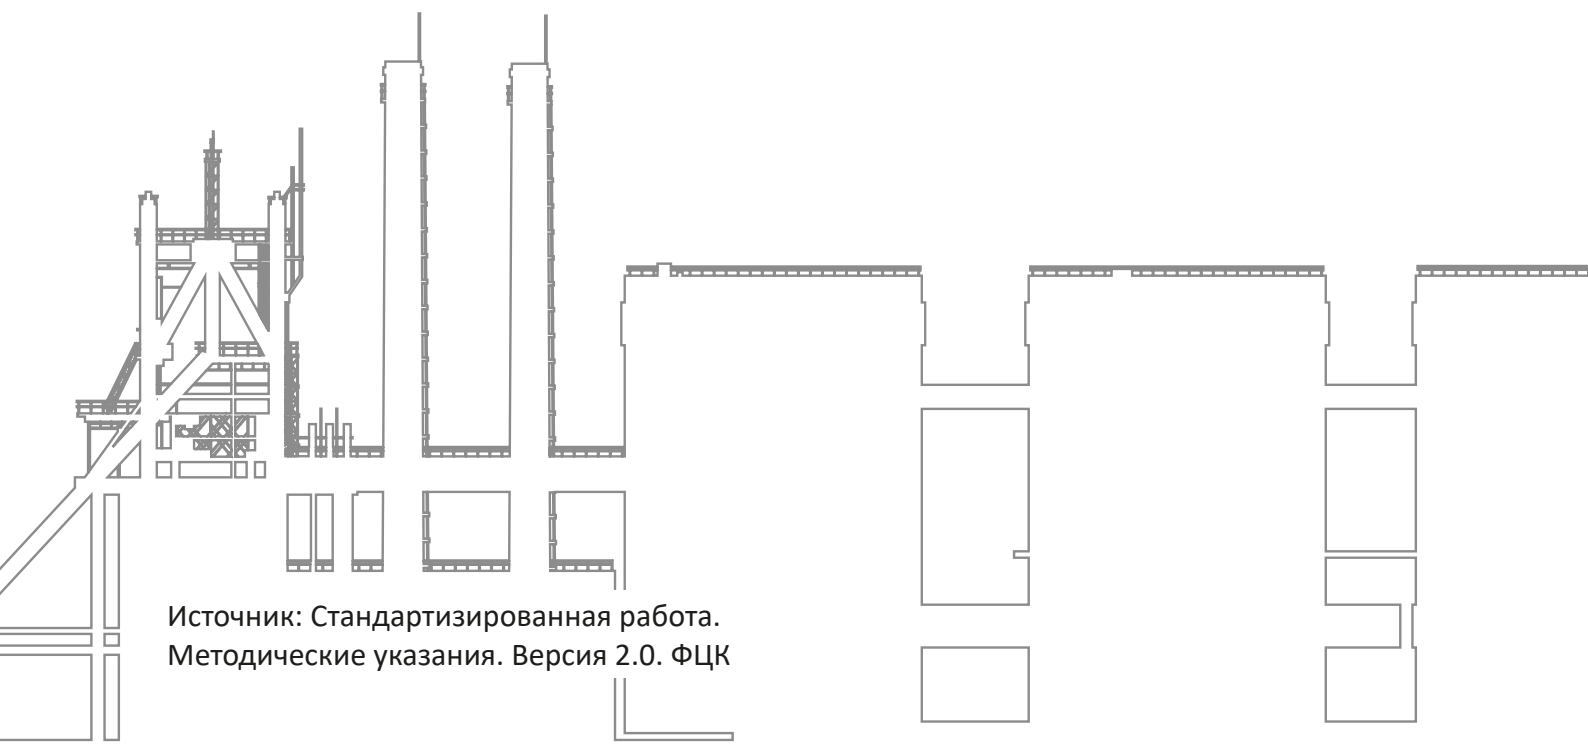 Источник: Стандартизированная работа.
Методические указания. Версия 2.0. ФЦК